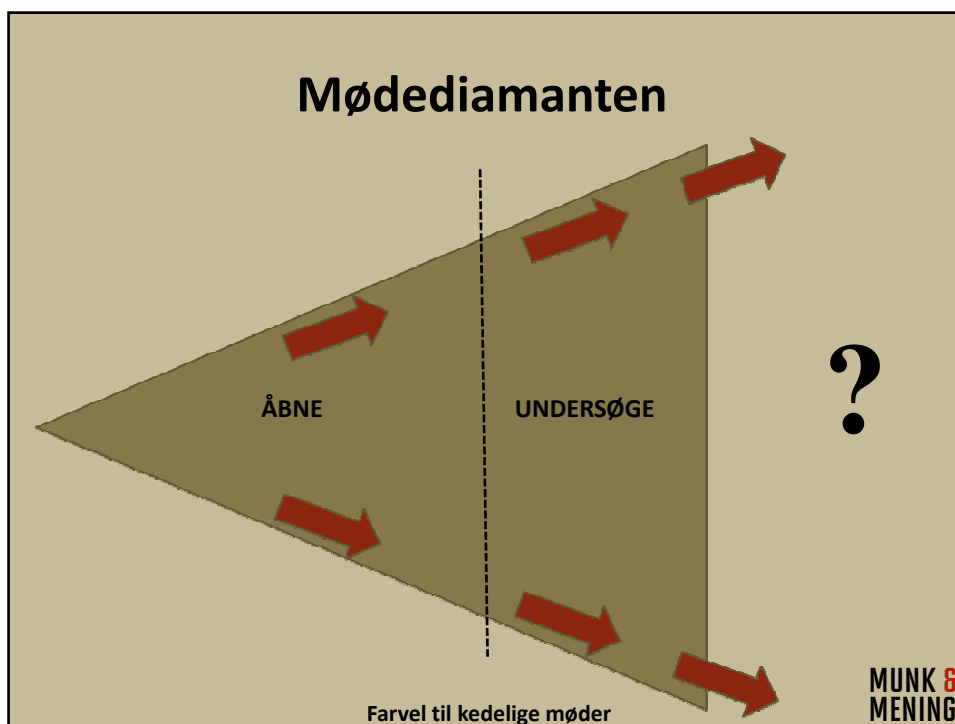 Mødediamanten
ÅBNE
UNDERSØGE
?
Farvel til kedelige møder
MUNK &
MENING